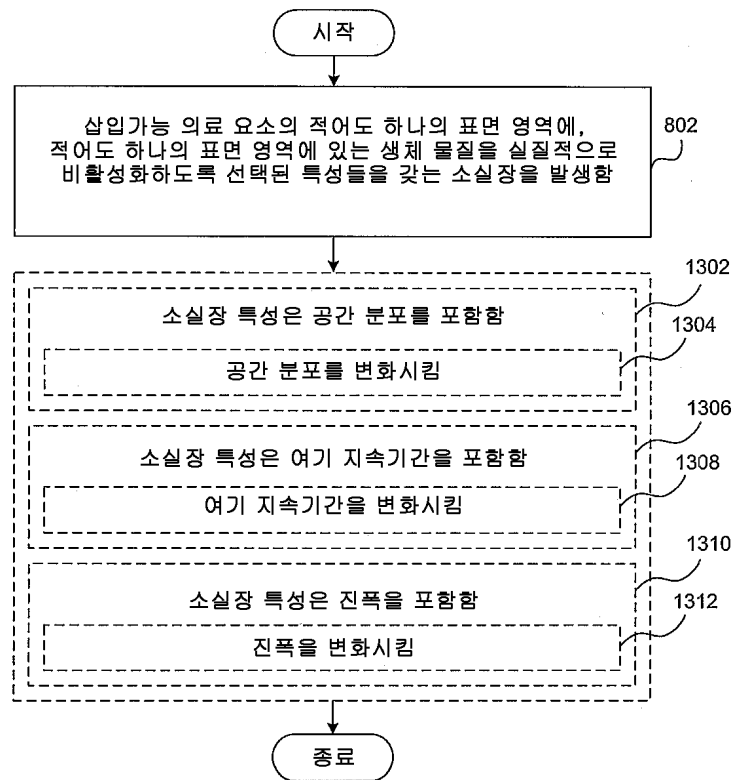 시작
삽입가능 의료 요소의 적어도 하나의 표면 영역에,
적어도 하나의 표면 영역에 있는 생체 물질을 실질적으로
비활성화하도록 선택된 특성들을 갖는 소실장을 발생함
802
1302
소실장 특성은 공간 분포를 포함함
1304
공간 분포를 변화시킴
1306
소실장 특성은 여기 지속기간을 포함함
1308
여기 지속기간을 변화시킴
1310
소실장 특성은 진폭을 포함함
1312
진폭을 변화시킴
종료